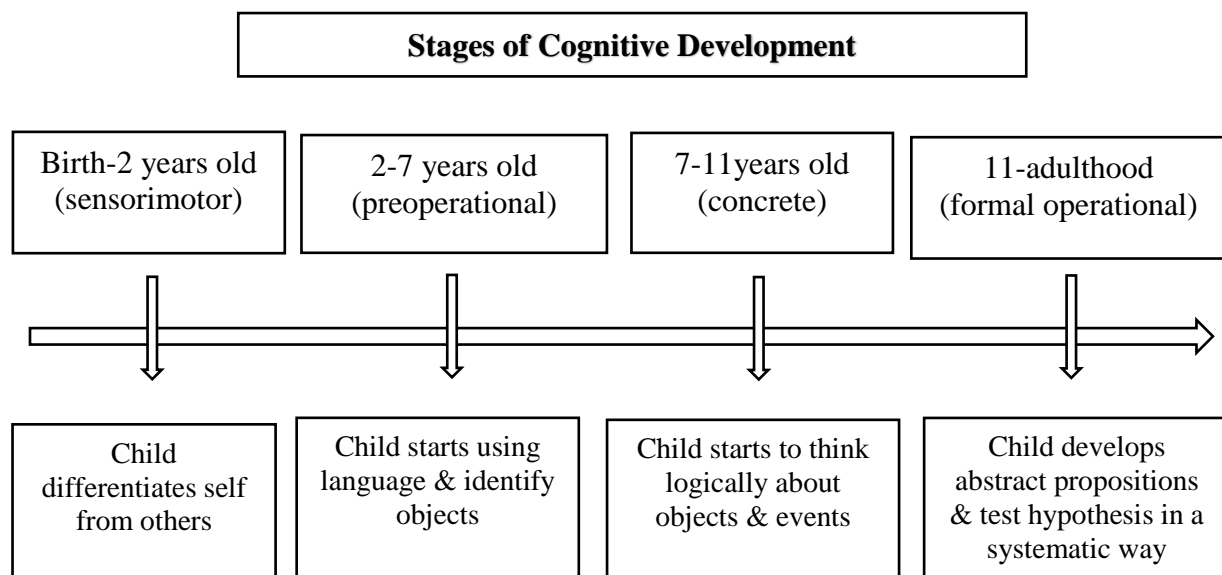 Stages of Cognitive Development
Birth-2 years old
(sensorimotor)
2-7 years old
(preoperational)
7-11years old
(concrete)
11-adulthood
(formal operational)
Child
differentiates self
from others
Child starts using
language & identify
objects
Child starts to think
logically about
objects & events
Child develops
abstract propositions
& test hypothesis in a
systematic way